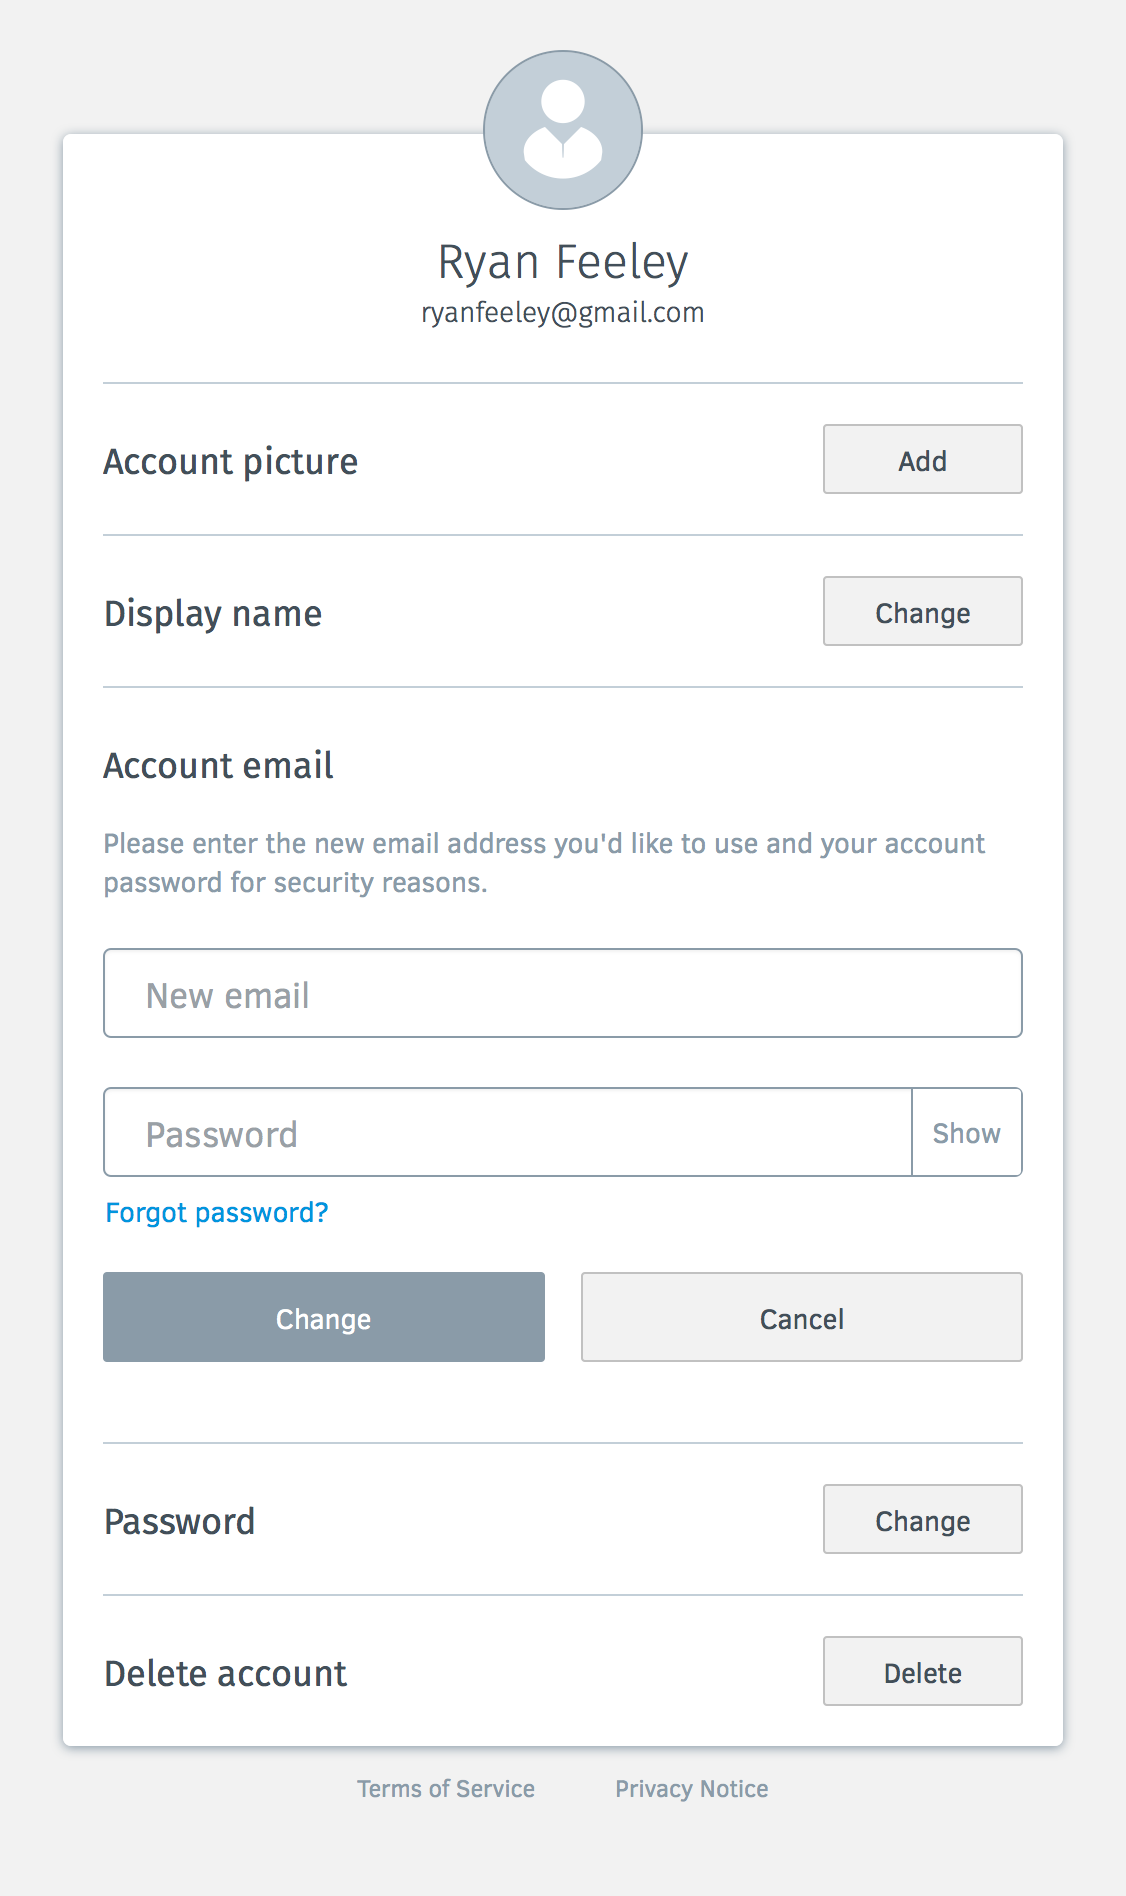 Ryan Feeley
ryanfeeley@gmail.com
Account picture
Add
Display name
Change
Account email
Please enter the new email address you'd like to use and your account
password for security reasons.
New email
Password
Show
Forgot password?
Change
Cancel
Password
Change
Delete account
Delete
Terms of Service
Privacy Notice